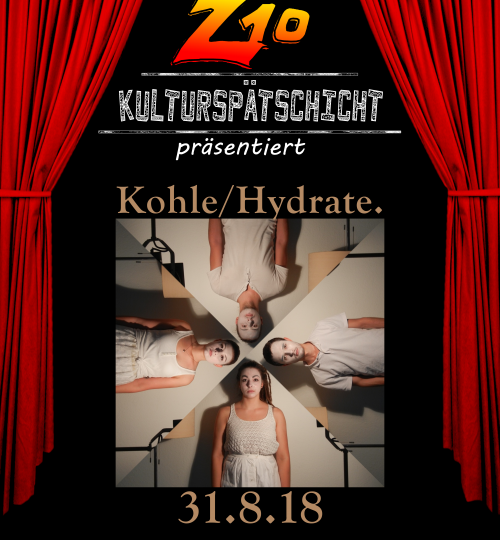 Z10
KULTURSPÄTSCHICHT
präsentiert
Kohle/Hydrate.
31.8.18